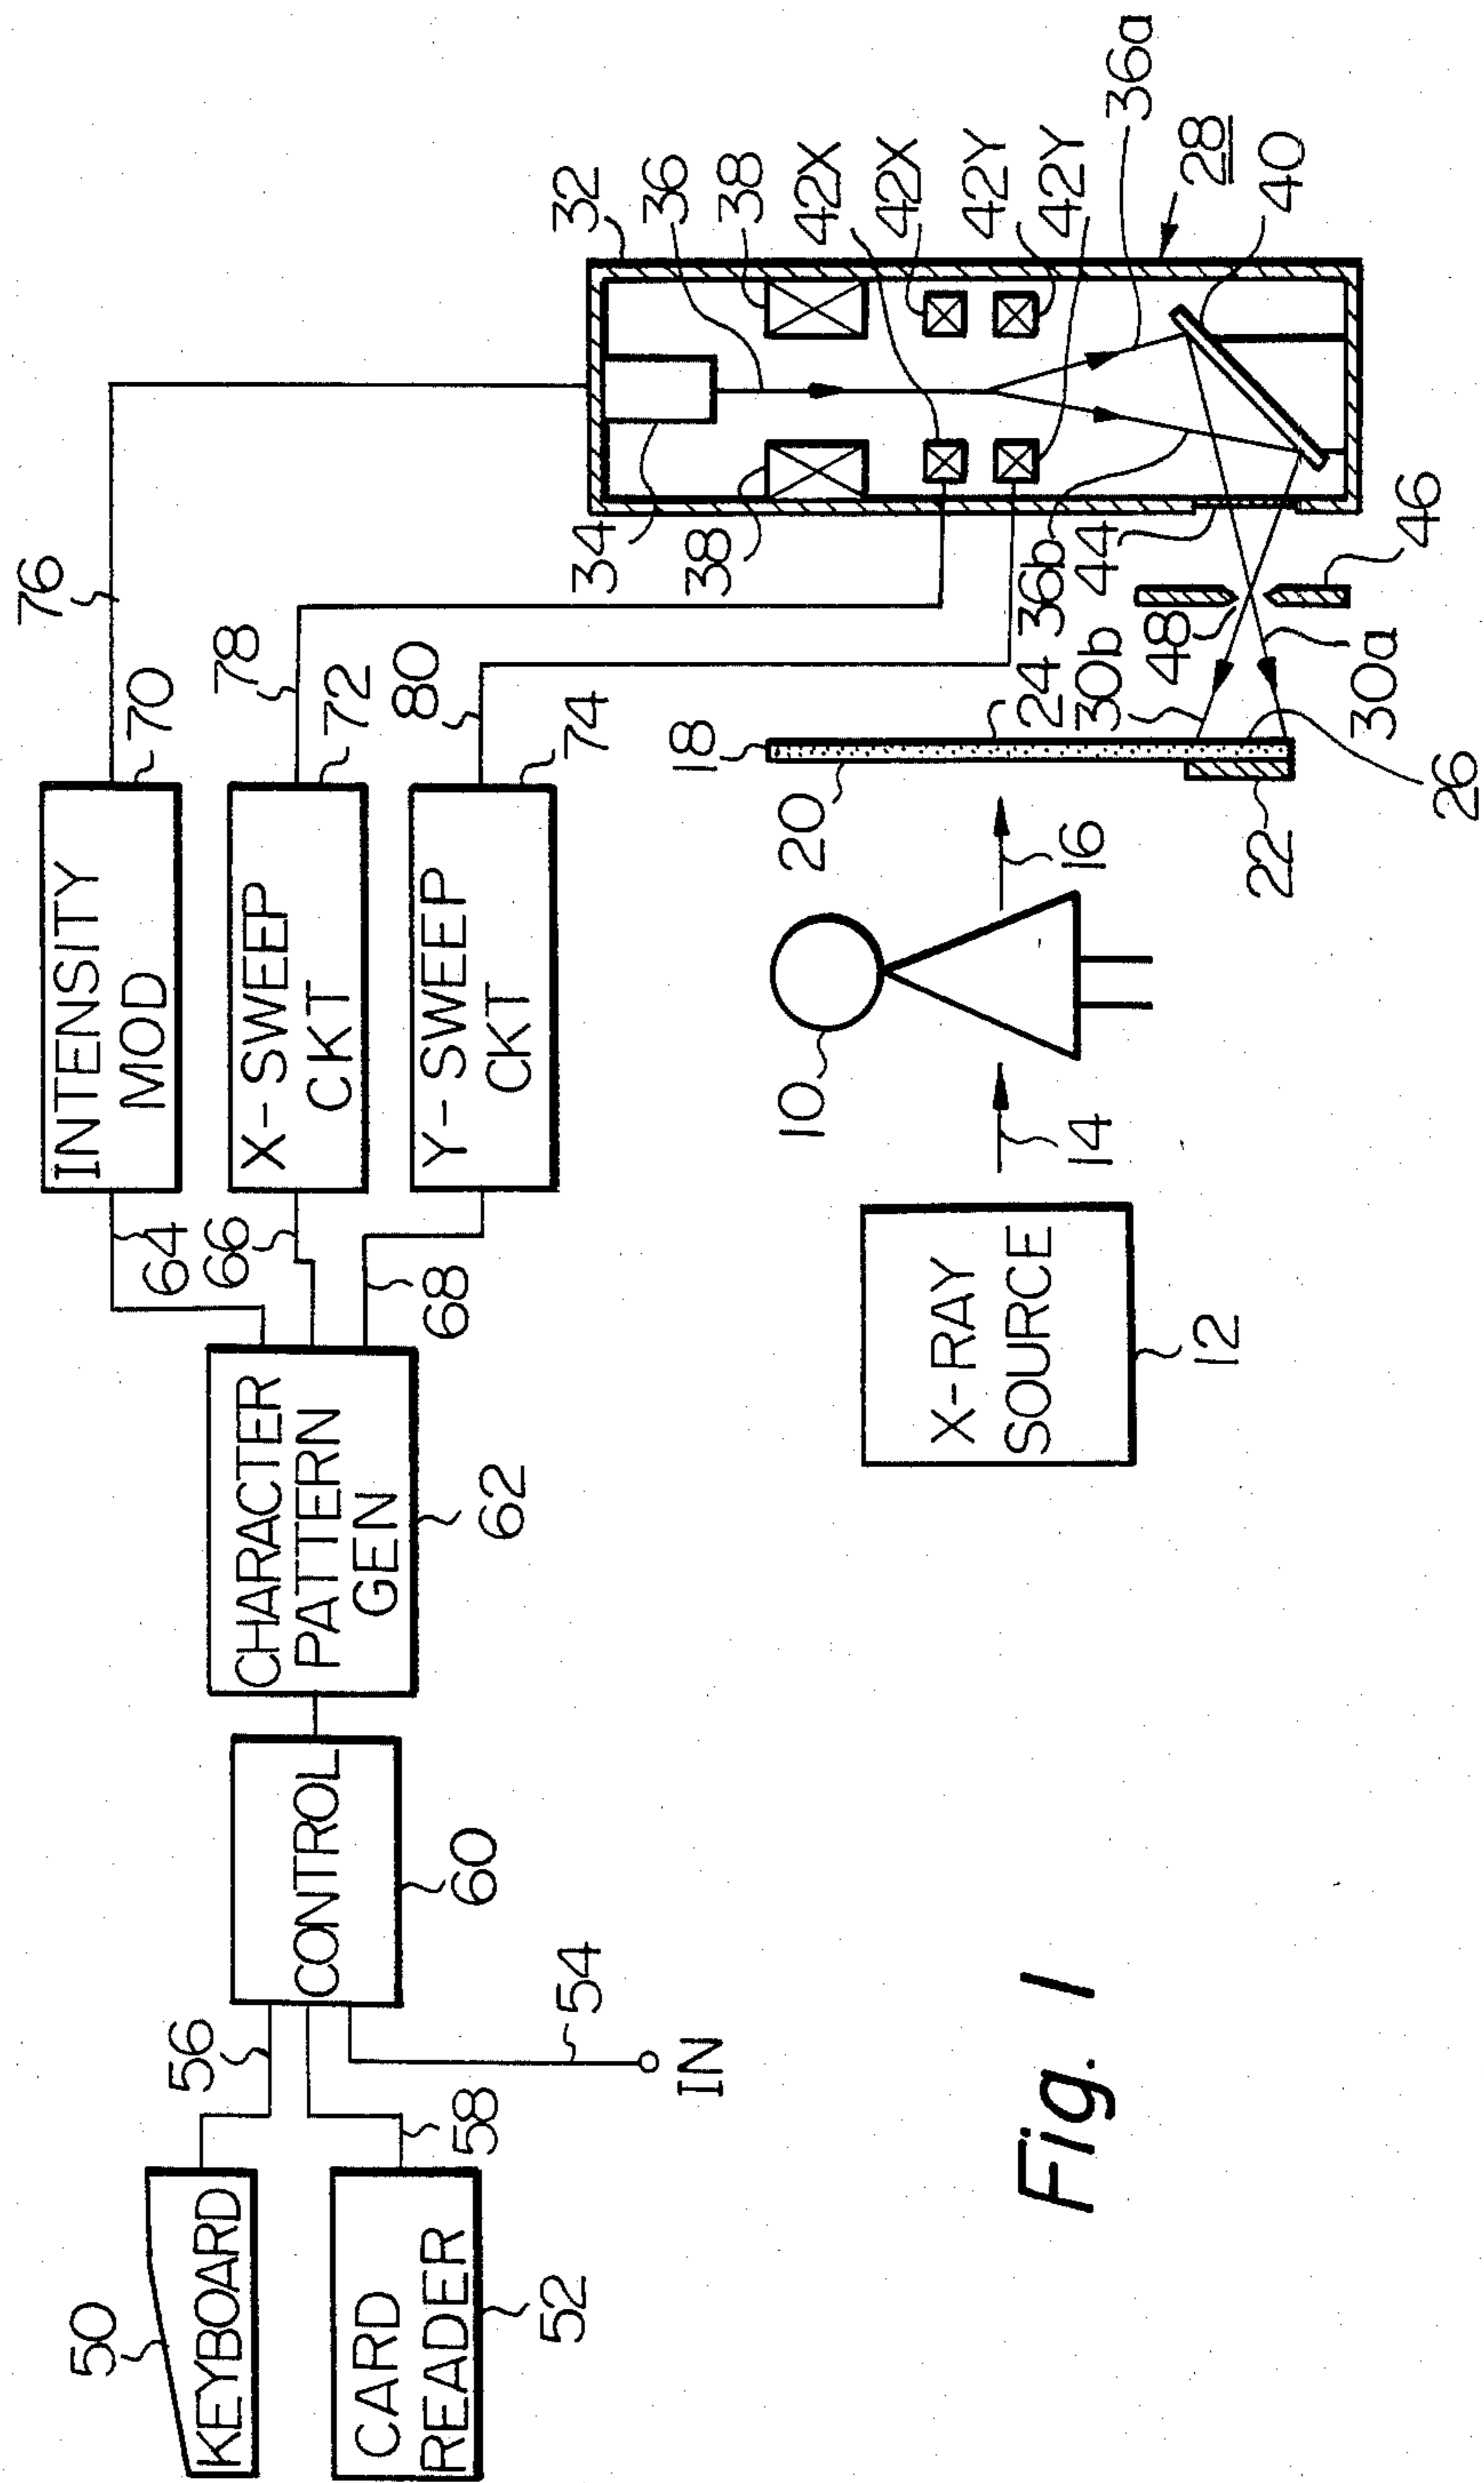 50
KEYBOARD
CARD
READER
52
56
58
54
IN
CONTROL
60
CHARACTER
PATTERN
GEN
62
64
66
68
INTENSITY
MOD
70
X-SWEEP
CKT
72
Y-SWEEP
CKT
74
76
78
80
X-RAY
SOURCE
12
14
10
16
18
20
22
24
26
30b
30a
48
46
44
36b
34
38
32
36
38
42X
42X
42Y
42Y
36a
28
40
Fig. 1